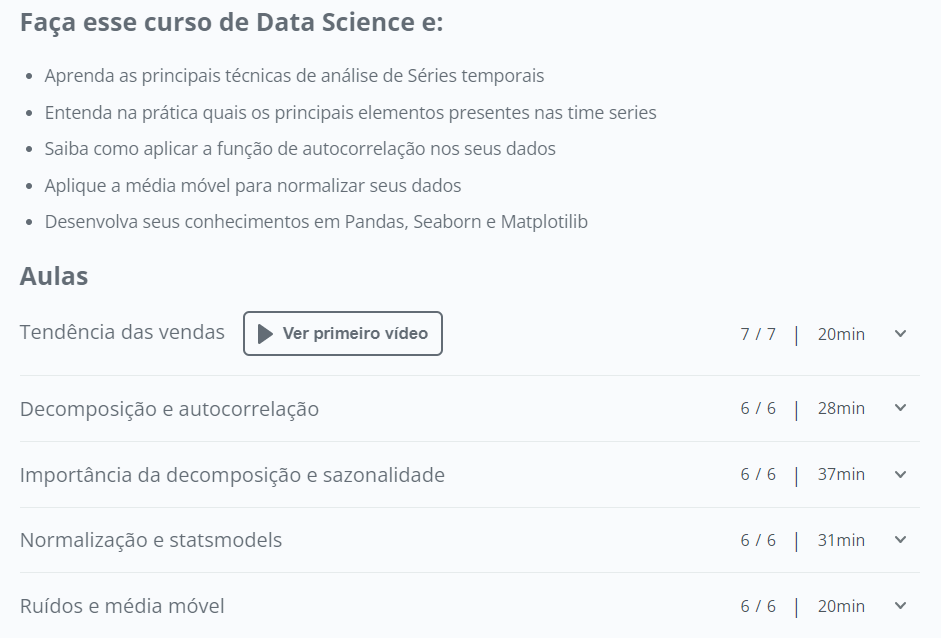 Faça esse curso de Data Science e:
• Aprenda as principais técnicas de análise de Séries temporais
• Entenda na prática quais os principais elementos presentes nas time series
• Saiba como aplicar a função de autocorrelação nos seus dados
• Aplique a média móvel para normalizar seus dados
• Desenvolva seus conhecimentos em Pandas, Seaborn e Matplotilib
Aulas
Tendência das vendas Ver primeiro vídeo 7 / 7 | 20min
Decomposição e autocorrelação 6 / 6 | 28min
Importância da decomposição e sazonalidade 6 / 6 | 37min
Normalização e statsmodels 6 / 6 | 31min
Ruídos e média móvel 6 / 6 | 20min